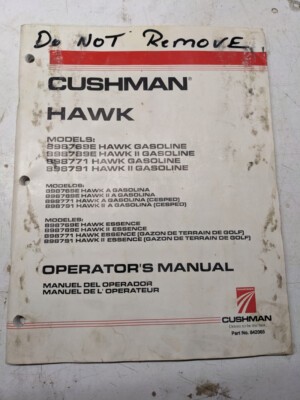 Do NOT REMOVE
CUSHMAN
HAWK
MODELS:
898769E HAWK GASOLINE
898789E HAWK II GASOLINE
898771 HAWK GASOLINE
898791 HAWK II GASOLINE
MODELOS:
898769E HAWK A GASOLINA
898789E HAWK II A GASOLINA
898771 HAWK A GASOLINA (CESPED)
898791 HAWK II A GASOLINA (CESPED)
MODELES:
898769E HAWK ESSENCE
898789E HAWK II ESSENCE
898771 HAWK ESSENCE (GAZON DE TERRAIN DE GOLF)
898791 HAWK II ESSENCE (GAZON DE TERRAIN DE GOLF)
OPERATOR'S MANUAL
MANUEL DEL OPERADOR
MANUEL DE L' OPERATEUR
CUSHMAN
Part No.